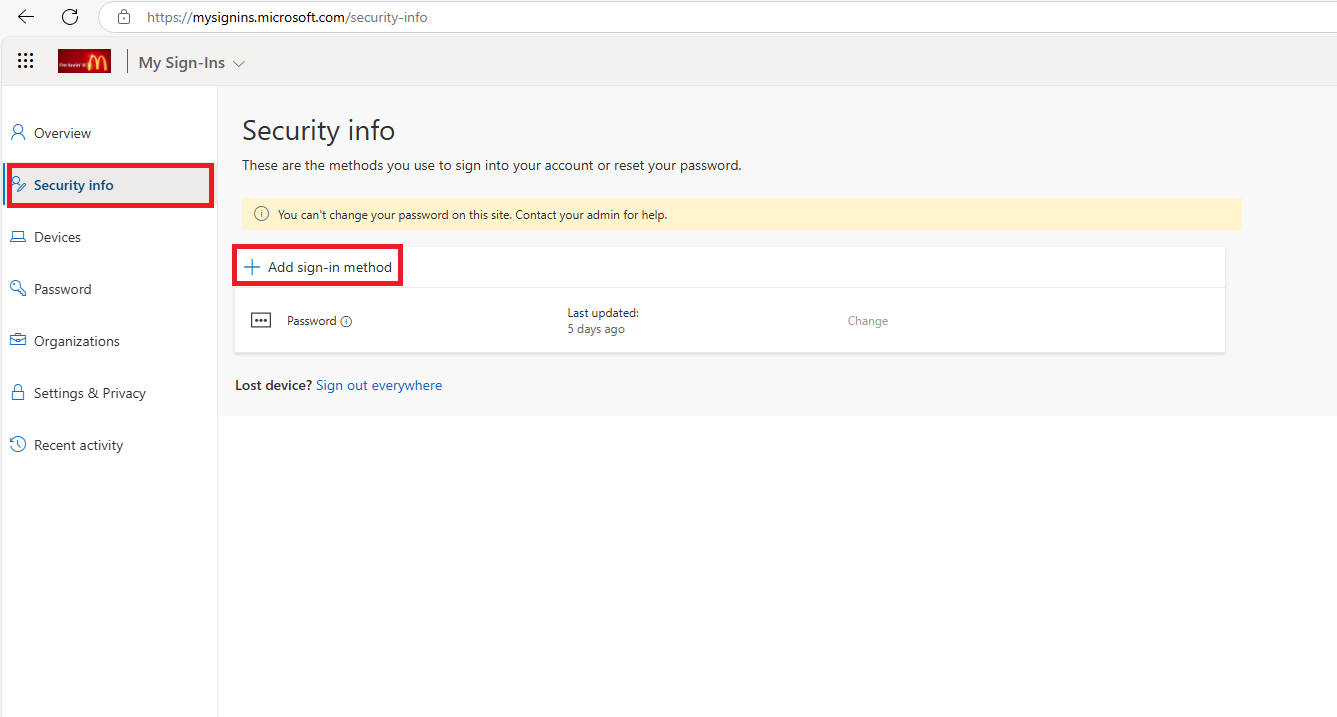 https://mysignins.microsoft.com/security-info
My Sign-Ins
Overview
Security info
Devices
Password
Organizations
Settings & Privacy
Recent activity
Security info
These are the methods you use to sign into your account or reset your password.
You can't change your password on this site. Contact your admin for help.
Add sign-in method
Password
Last updated:
5 days ago
Change
Lost device? Sign out everywhere